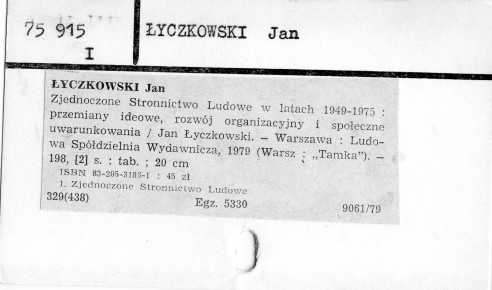 75 915
I
ŁYCZKOWSKI Jan
ŁYCZKOWSKI Jan
Zjednoczone Stronnictwo Ludowe w latach 1949-1975 :
przemiany ideowe, rozwój organizacyjny i społeczne
uwarunkowania / Jan Łyczkowski. — Warszawa : Ludo-
wa Spółdzielnia Wydawnicza, 1979 (Warsz : „Tamka"). —
198, [2] s. : tab. ; 20 cm
ISBN 83-205-3183-1 : 45 zł
1. Zjednoczone Stronnictwo Ludowe
329(438) Egz. 5330 9061/79